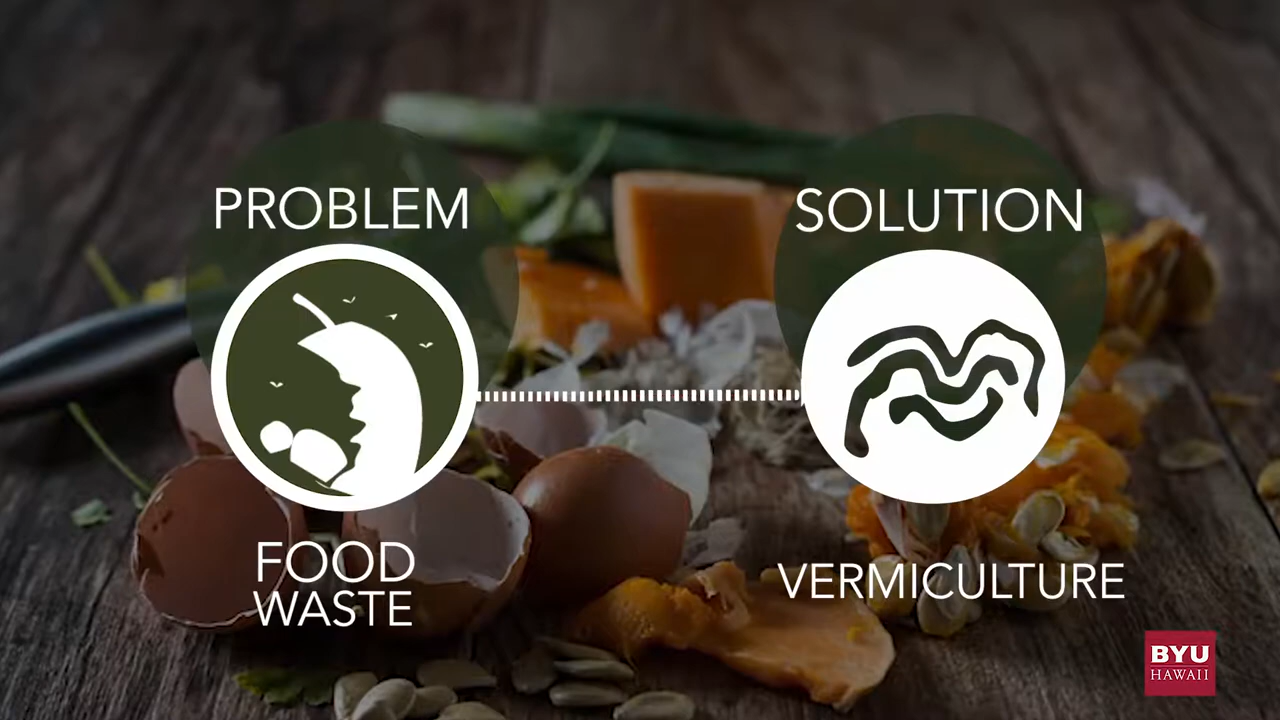 PROBLEM
SOLUTION
FOOD
WASTE
VERMICULTURE
BYU
HAWAII